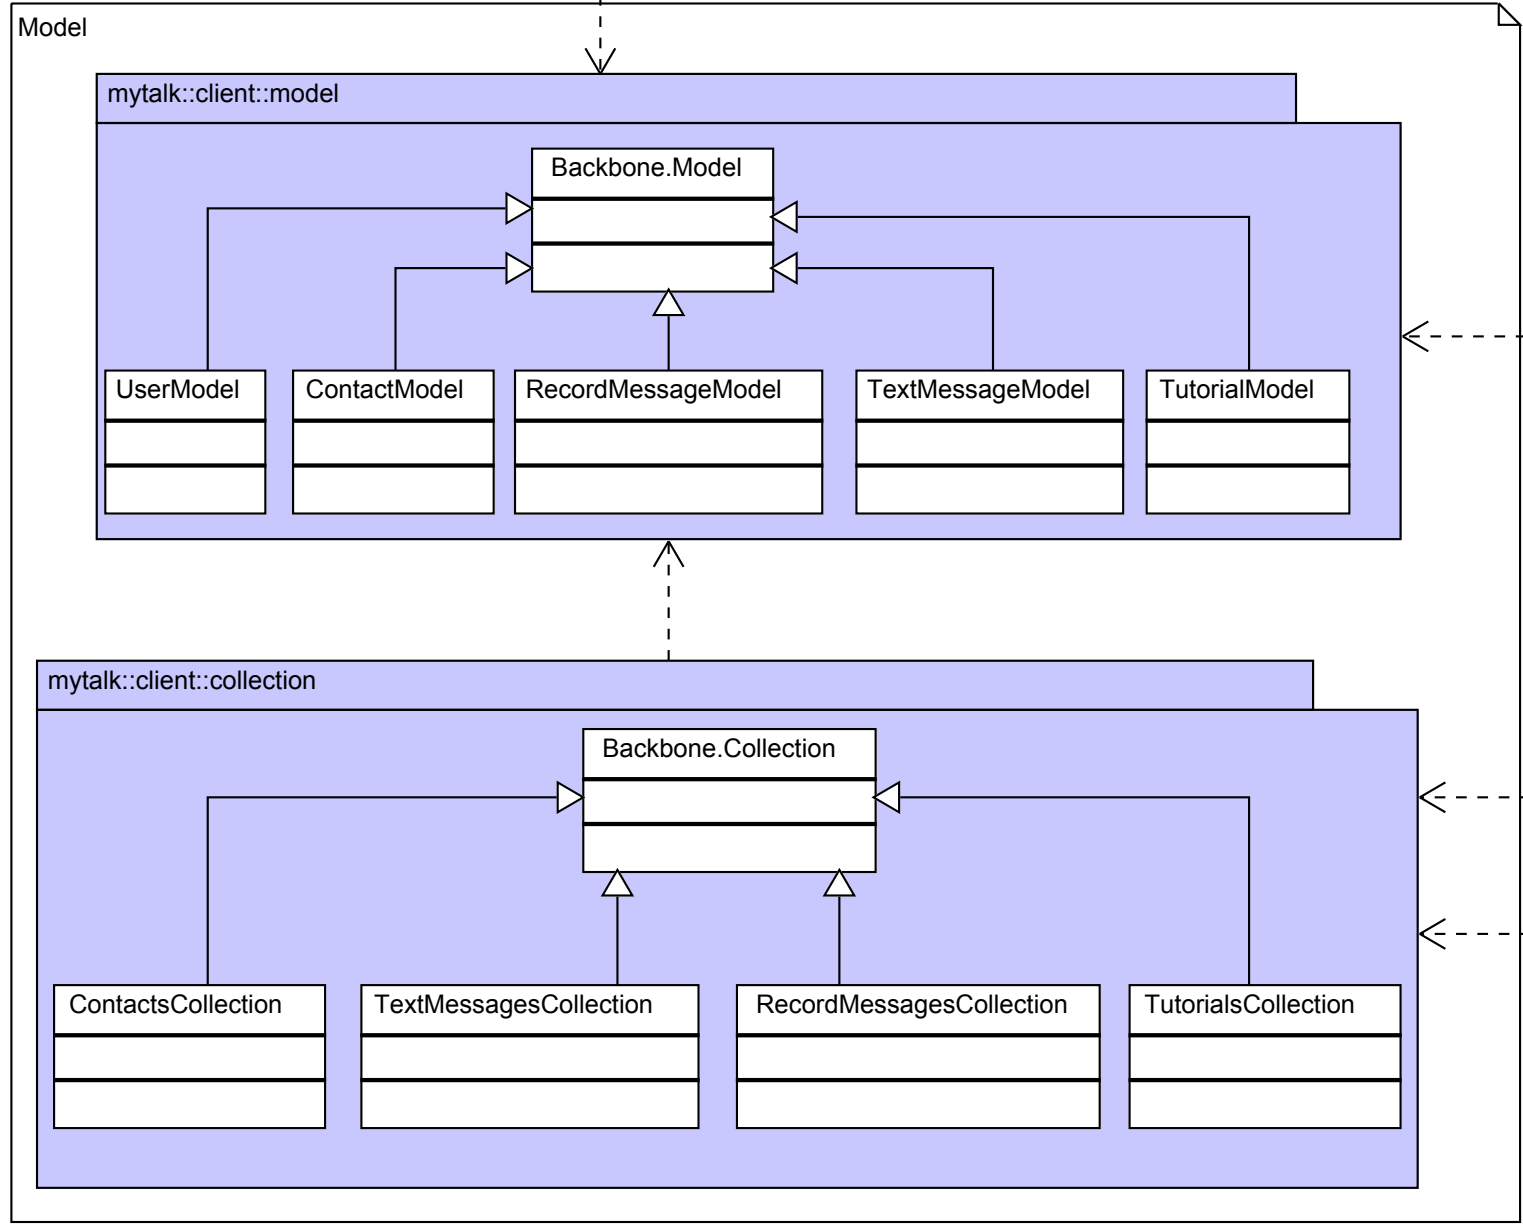 Model
mytalk::client::model
Backbone.Model
UserModel
ContactModel
RecordMessageModel
TextMessageModel
TutorialModel
mytalk::client::collection
Backbone.Collection
ContactsCollection
TextMessagesCollection
RecordMessagesCollection
TutorialsCollection